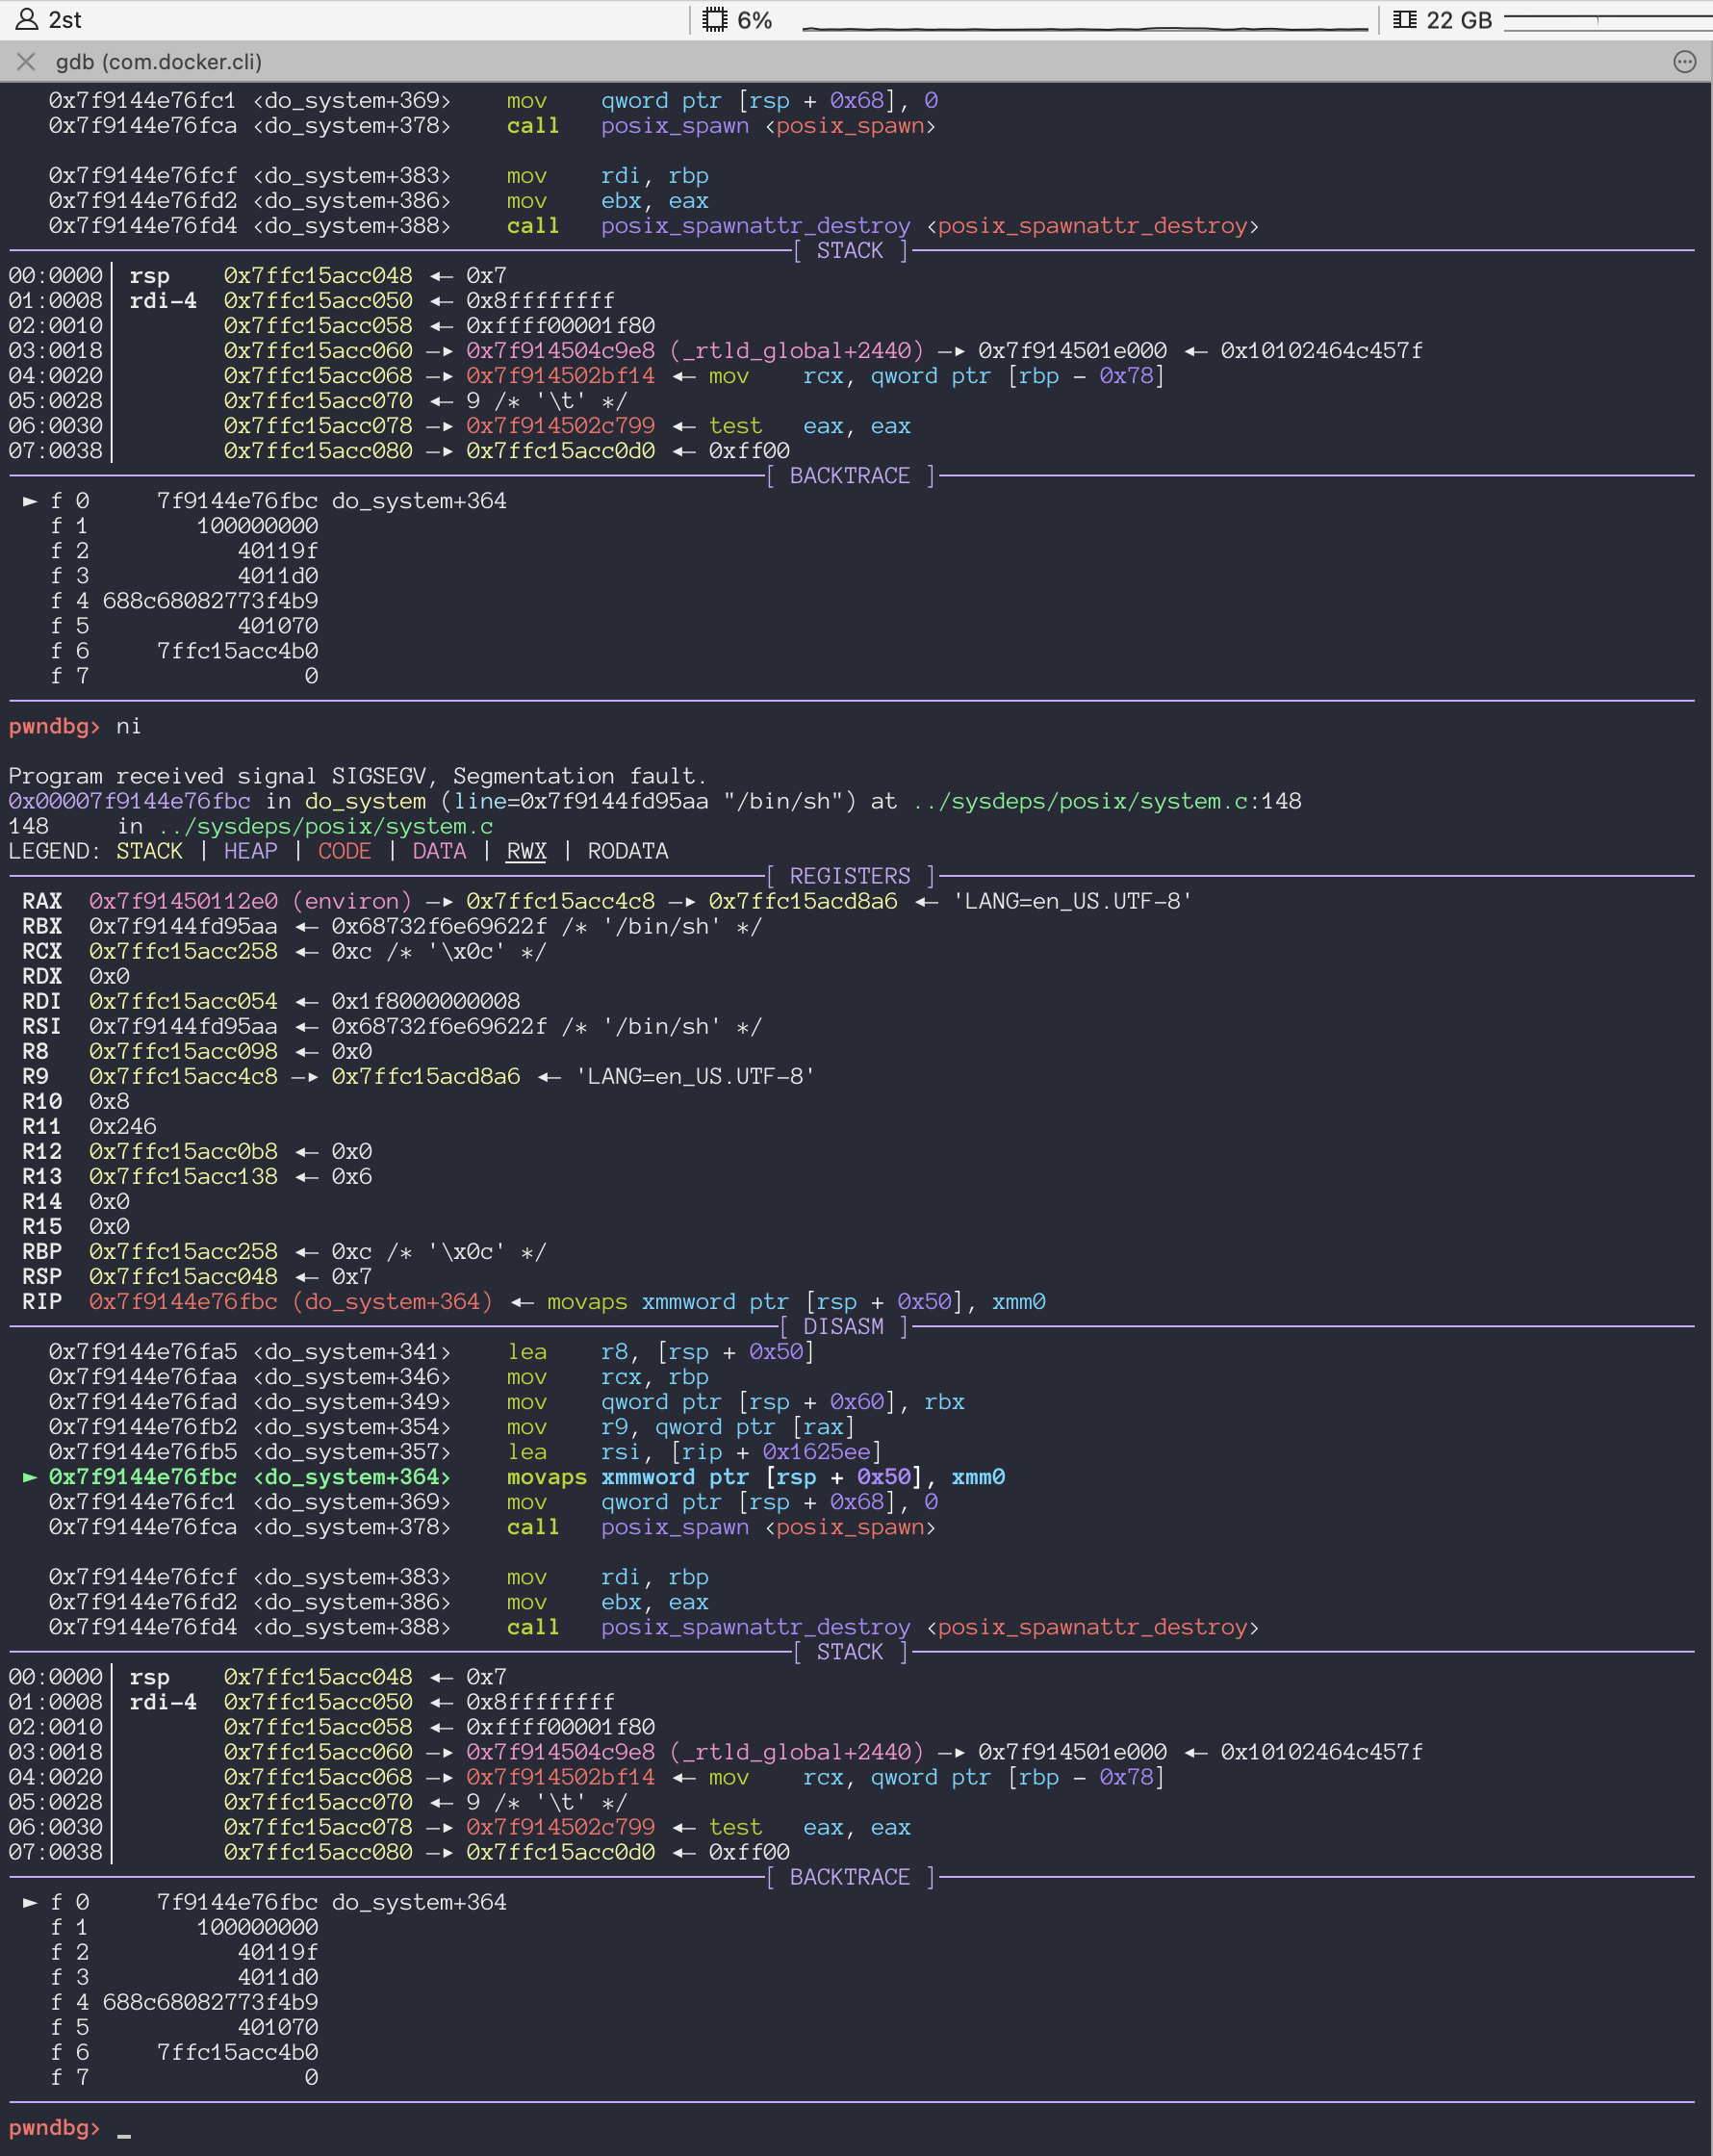 2st 6% 22 GB
gdb (com.docker.cli)
0x7f9144e76fc1 <do_system+369> mov qword ptr [rsp + 0x68], 0
0x7f9144e76fca <do_system+378> call posix_spawn <posix_spawn>
0x7f9144e76fcf <do_system+383> mov rdi, rbp
0x7f9144e76fd2 <do_system+386> mov ebx, eax
0x7f9144e76fd4 <do_system+388> call posix_spawnattr_destroy <posix_spawnattr_destroy>
[ STACK ]
00:0000│ rsp 0x7ffc15acc048 ◂— 0x7
01:0008│ rdi-4 0x7ffc15acc050 ◂— 0x8ffffffff
02:0010│ 0x7ffc15acc058 ◂— 0xffff00001f80
03:0018│ 0x7ffc15acc060 —▸ 0x7f914504c9e8 (_rtld_global+2440) —▸ 0x7f914501e000 ◂— 0x10102464c457f
04:0020│ 0x7ffc15acc068 —▸ 0x7f914502bf14 ◂— mov rcx, qword ptr [rbp - 0x78]
05:0028│ 0x7ffc15acc070 ◂— 9 /* '\t' */
06:0030│ 0x7ffc15acc078 —▸ 0x7f914502c799 ◂— test eax, eax
07:0038│ 0x7ffc15acc080 —▸ 0x7ffc15acc0d0 ◂— 0xff00
[ BACKTRACE ]
► f 0 7f9144e76fbc do_system+364
f 1 100000000
f 2 40119f
f 3 4011d0
f 4 688c68082773f4b9
f 5 401070
f 6 7ffc15acc4b0
f 7 0
pwndbg> ni
Program received signal SIGSEGV, Segmentation fault.
0x00007f9144e76fbc in do_system (line=0x7f9144fd95aa "/bin/sh") at ../sysdeps/posix/system.c:148
148 in ../sysdeps/posix/system.c
LEGEND: STACK | HEAP | CODE | DATA | RWX | RODATA
[ REGISTERS ]
RAX 0x7f91450112e0 (environ) —▸ 0x7ffc15acc4c8 —▸ 0x7ffc15acd8a6 ◂— 'LANG=en_US.UTF-8'
RBX 0x7f9144fd95aa ◂— 0x68732f6e69622f /* '/bin/sh' */
RCX 0x7ffc15acc258 ◂— 0xc /* '\x0c' */
RDX 0x0
RDI 0x7ffc15acc054 ◂— 0x1f8000000008
RSI 0x7f9144fd95aa ◂— 0x68732f6e69622f /* '/bin/sh' */
R8 0x7ffc15acc098 ◂— 0x0
R9 0x7ffc15acc4c8 —▸ 0x7ffc15acd8a6 ◂— 'LANG=en_US.UTF-8'
R10 0x8
R11 0x246
R12 0x7ffc15acc0b8 ◂— 0x0
R13 0x7ffc15acc138 ◂— 0x6
R14 0x0
R15 0x0
RBP 0x7ffc15acc258 ◂— 0xc /* '\x0c' */
RSP 0x7ffc15acc048 ◂— 0x7
RIP 0x7f9144e76fbc (do_system+364) ◂— movaps xmmword ptr [rsp + 0x50], xmm0
[ DISASM ]
0x7f9144e76fa5 <do_system+341> lea r8, [rsp + 0x50]
0x7f9144e76faa <do_system+346> mov rcx, rbp
0x7f9144e76fad <do_system+349> mov qword ptr [rsp + 0x60], rbx
0x7f9144e76fb2 <do_system+354> mov r9, qword ptr [rax]
0x7f9144e76fb5 <do_system+357> lea rsi, [rip + 0x1625ee]
► 0x7f9144e76fbc <do_system+364> movaps xmmword ptr [rsp + 0x50], xmm0
0x7f9144e76fc1 <do_system+369> mov qword ptr [rsp + 0x68], 0
0x7f9144e76fca <do_system+378> call posix_spawn <posix_spawn>
0x7f9144e76fcf <do_system+383> mov rdi, rbp
0x7f9144e76fd2 <do_system+386> mov ebx, eax
0x7f9144e76fd4 <do_system+388> call posix_spawnattr_destroy <posix_spawnattr_destroy>
[ STACK ]
00:0000│ rsp 0x7ffc15acc048 ◂— 0x7
01:0008│ rdi-4 0x7ffc15acc050 ◂— 0x8ffffffff
02:0010│ 0x7ffc15acc058 ◂— 0xffff00001f80
03:0018│ 0x7ffc15acc060 —▸ 0x7f914504c9e8 (_rtld_global+2440) —▸ 0x7f914501e000 ◂— 0x10102464c457f
04:0020│ 0x7ffc15acc068 —▸ 0x7f914502bf14 ◂— mov rcx, qword ptr [rbp - 0x78]
05:0028│ 0x7ffc15acc070 ◂— 9 /* '\t' */
06:0030│ 0x7ffc15acc078 —▸ 0x7f914502c799 ◂— test eax, eax
07:0038│ 0x7ffc15acc080 —▸ 0x7ffc15acc0d0 ◂— 0xff00
[ BACKTRACE ]
► f 0 7f9144e76fbc do_system+364
f 1 100000000
f 2 40119f
f 3 4011d0
f 4 688c68082773f4b9
f 5 401070
f 6 7ffc15acc4b0
f 7 0
pwndbg> _